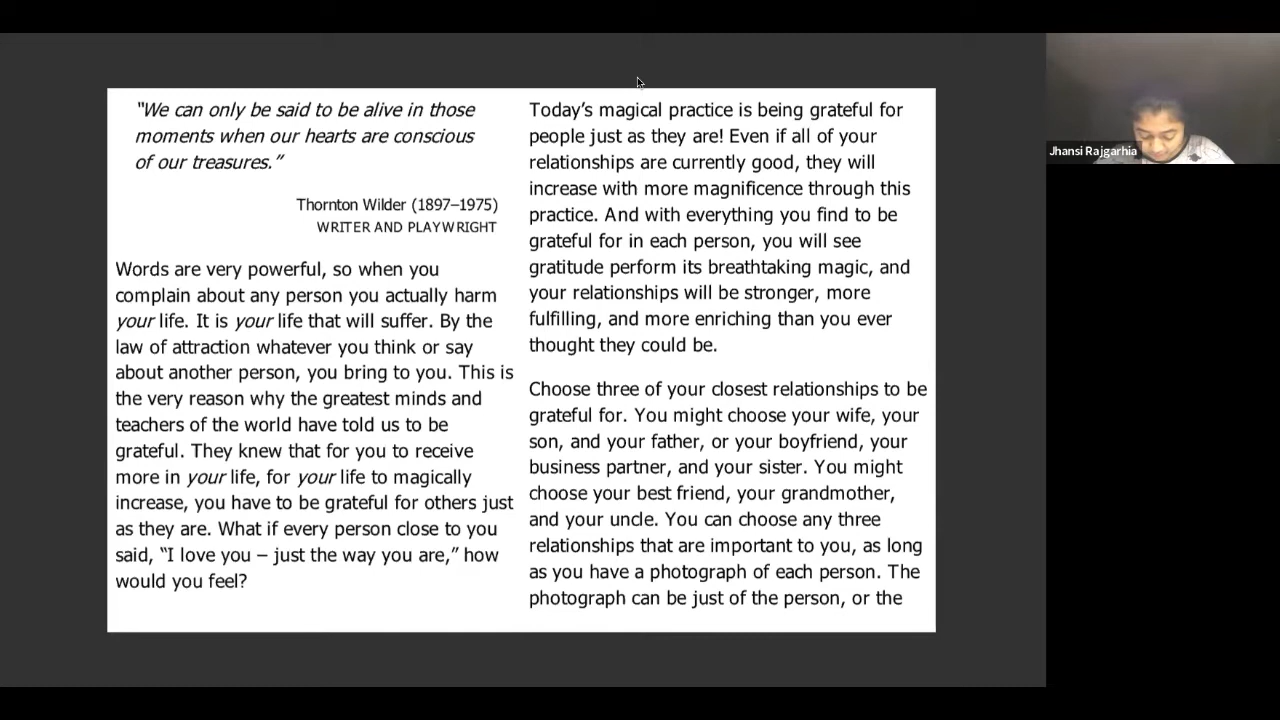 “We can only be said to be alive in those
moments when our hearts are conscious
of our treasures.”
Thornton Wilder (1897–1975)
WRITER AND PLAYWRIGHT
Words are very powerful, so when you
complain about any person you actually harm
your life. It is your life that will suffer. By the
law of attraction whatever you think or say
about another person, you bring to you. This is
the very reason why the greatest minds and
teachers of the world have told us to be
grateful. They knew that for you to receive
more in your life, for your life to magically
increase, you have to be grateful for others just
as they are. What if every person close to you
said, “I love you – just the way you are,” how
would you feel?
Today’s magical practice is being grateful for
people just as they are! Even if all of your
relationships are currently good, they will
increase with more magnificence through this
practice. And with everything you find to be
grateful for in each person, you will see
gratitude perform its breathtaking magic, and
your relationships will be stronger, more
fulfilling, and more enriching than you ever
thought they could be.
Choose three of your closest relationships to be
grateful for. You might choose your wife, your
son, and your father, or your boyfriend, your
business partner, and your sister. You might
choose your best friend, your grandmother,
and your uncle. You can choose any three
relationships that are important to you, as long
as you have a photograph of each person. The
photograph can be just of the person, or the
Jhansi Rajgarhia